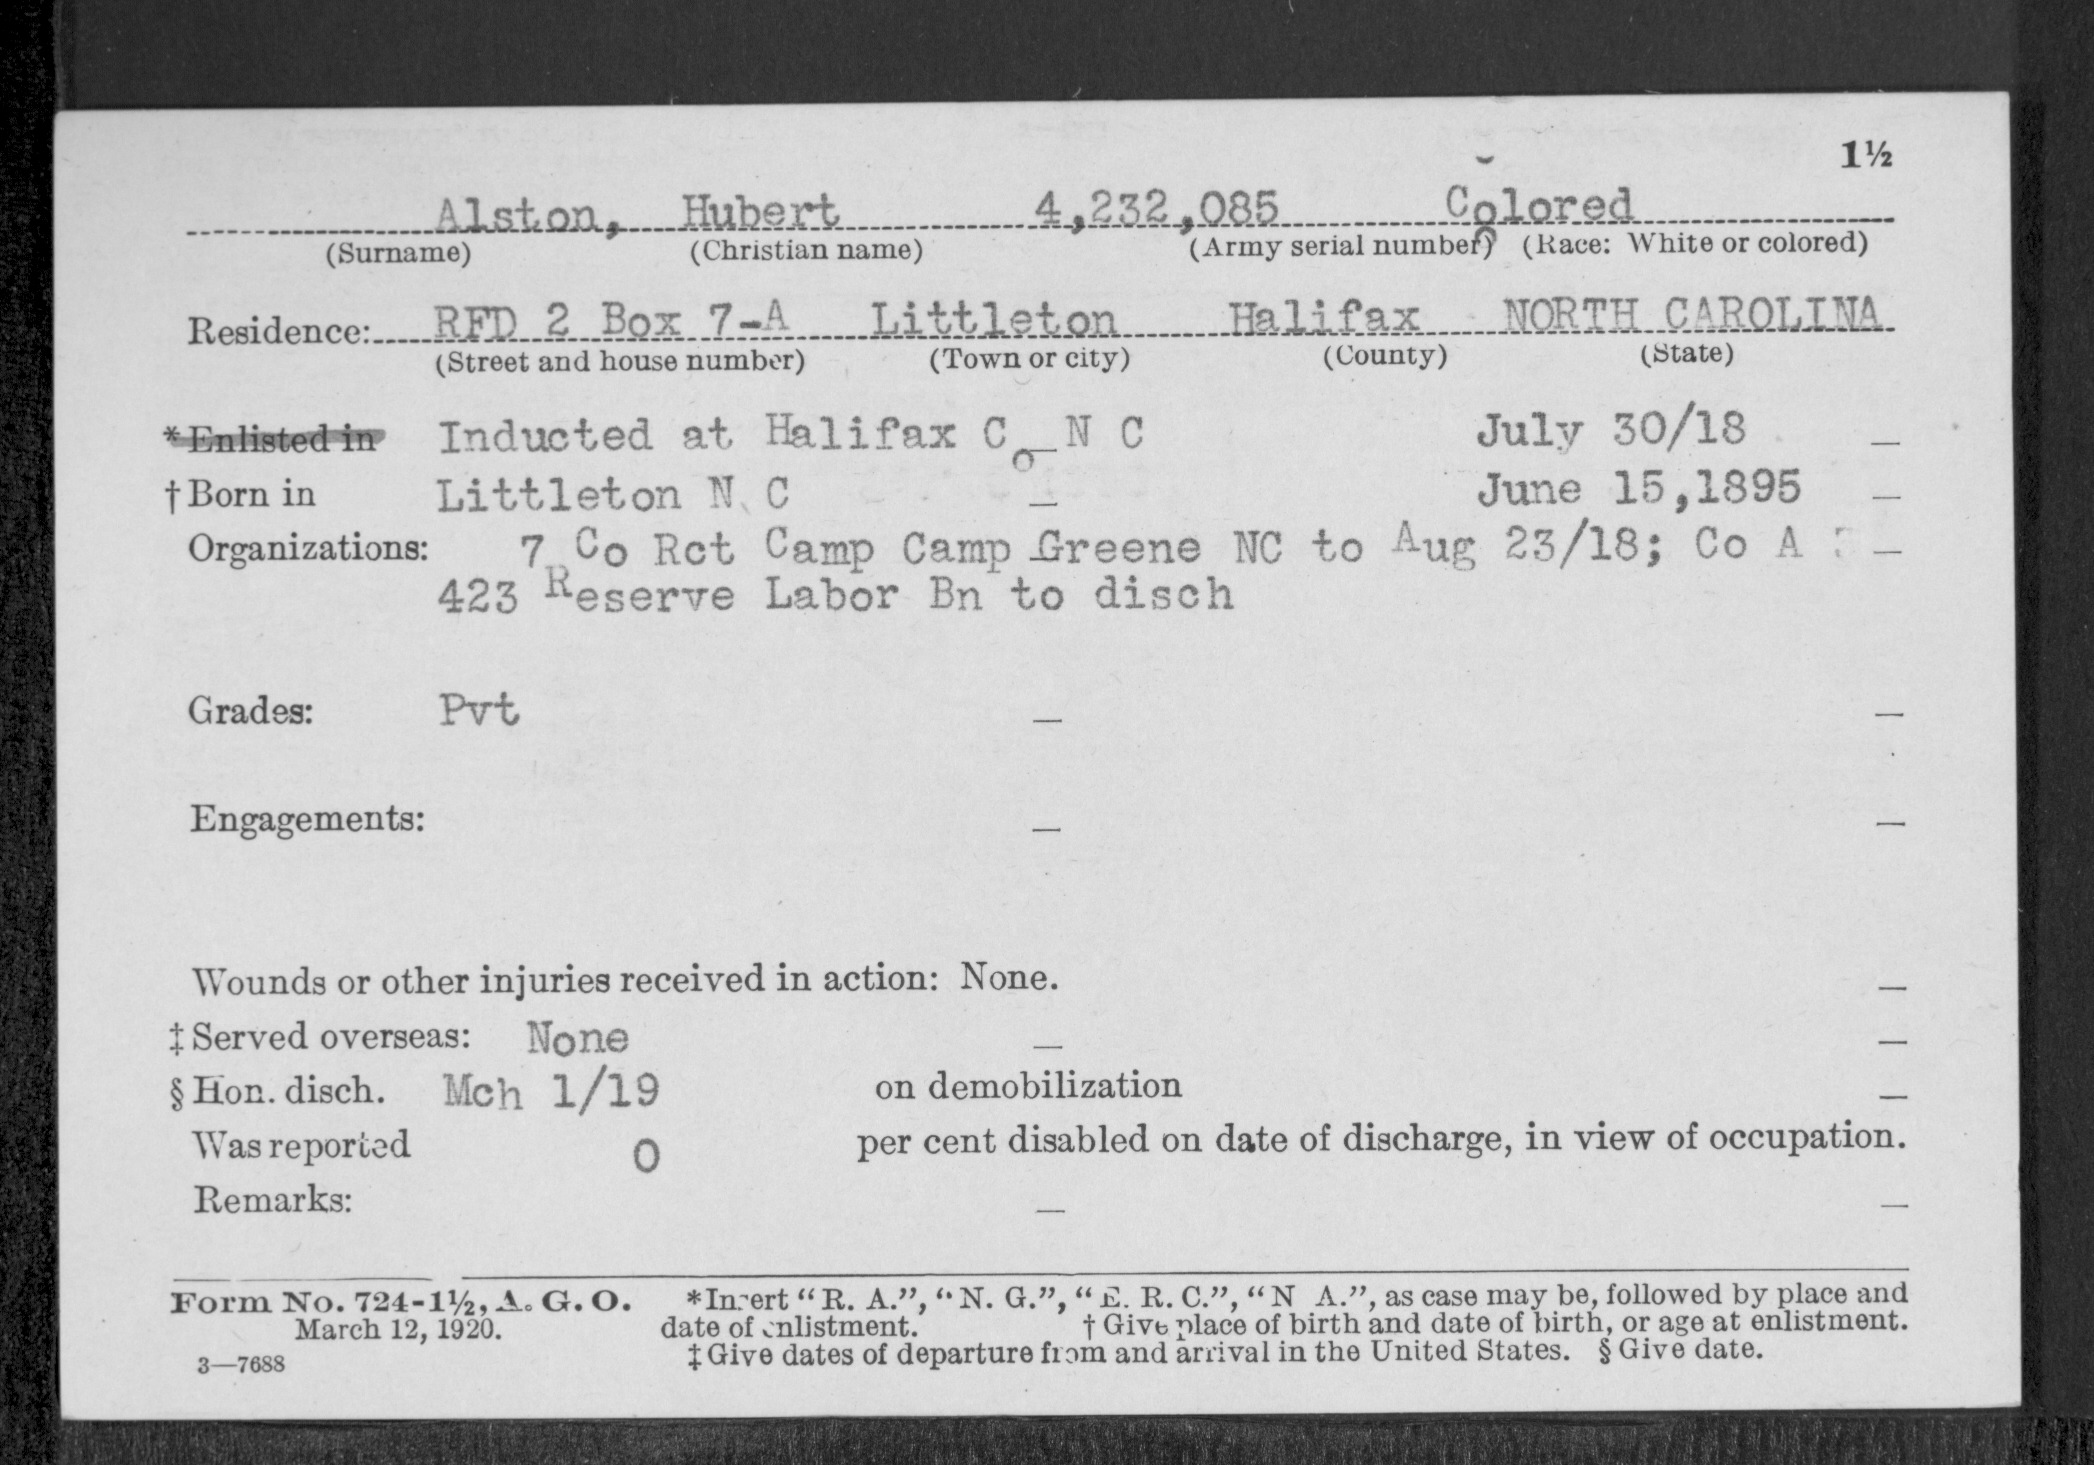 1½
Alston, Hubert 4,232,085 Colored
(Surname) (Christian name) (Army serial number) (Race: White or colored)
Residence: RFD 2 Box 7-A Littleton Halifax NORTH CAROLINA
(Street and house number) (Town or city) (County) (State)
*Enlisted in Inducted at Halifax Co N C July 30/18 —
†Born in Littleton N C — June 15,1895 —
Organizations: 7 Co Rct Camp Camp Greene NC to Aug 23/18; Co A —
423 Reserve Labor Bn to disch
Grades: Pvt — —
Engagements: — —
Wounds or other injuries received in action: None. —
‡Served overseas: None — —
§Hon. disch. Mch 1/19 on demobilization —
Was reported 0 per cent disabled on date of discharge, in view of occupation.
Remarks: — —
Form No. 724-1½, A. G. O. *Insert "R. A.", "N. G.", "E. R. C.", "N A.", as case may be, followed by place and
March 12, 1920. date of enlistment. †Give place of birth and date of birth, or age at enlistment.
3—7688 ‡Give dates of departure from and arrival in the United States. §Give date.